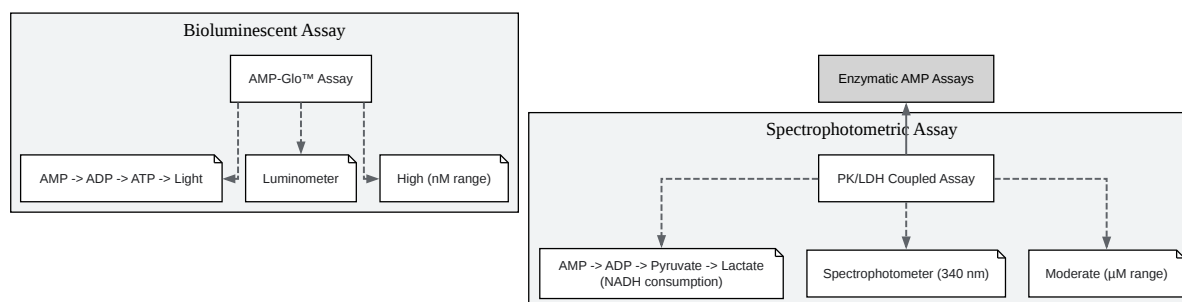 Bioluminescent Assay
AMP-Glo™ Assay
AMP -> ADP -> ATP -> Light
Luminometer
High (nM range)
Enzymatic AMP Assays
Spectrophotometric Assay
PK/LDH Coupled Assay
AMP -> ADP -> Pyruvate -> Lactate
(NADH consumption)
Spectrophotometer (340 nm)
Moderate (µM range)